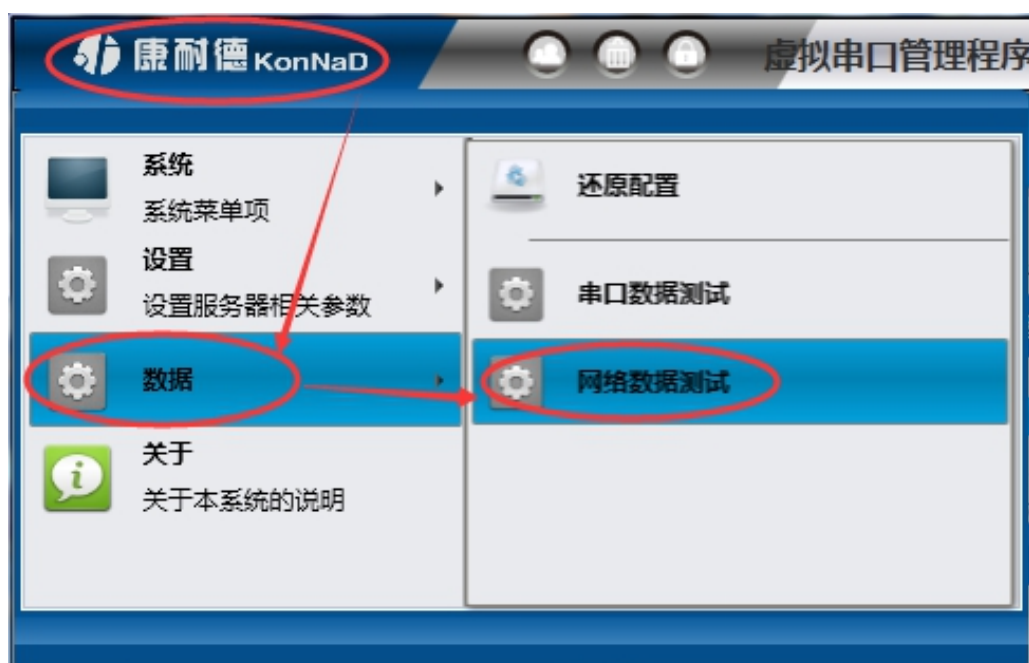 康耐德 KonNaD
虚拟串口管理程序
系统
系统菜单项
设置
设置服务器相关参数
数据
关于
关于本系统的说明
还原配置
串口数据测试
网络数据测试